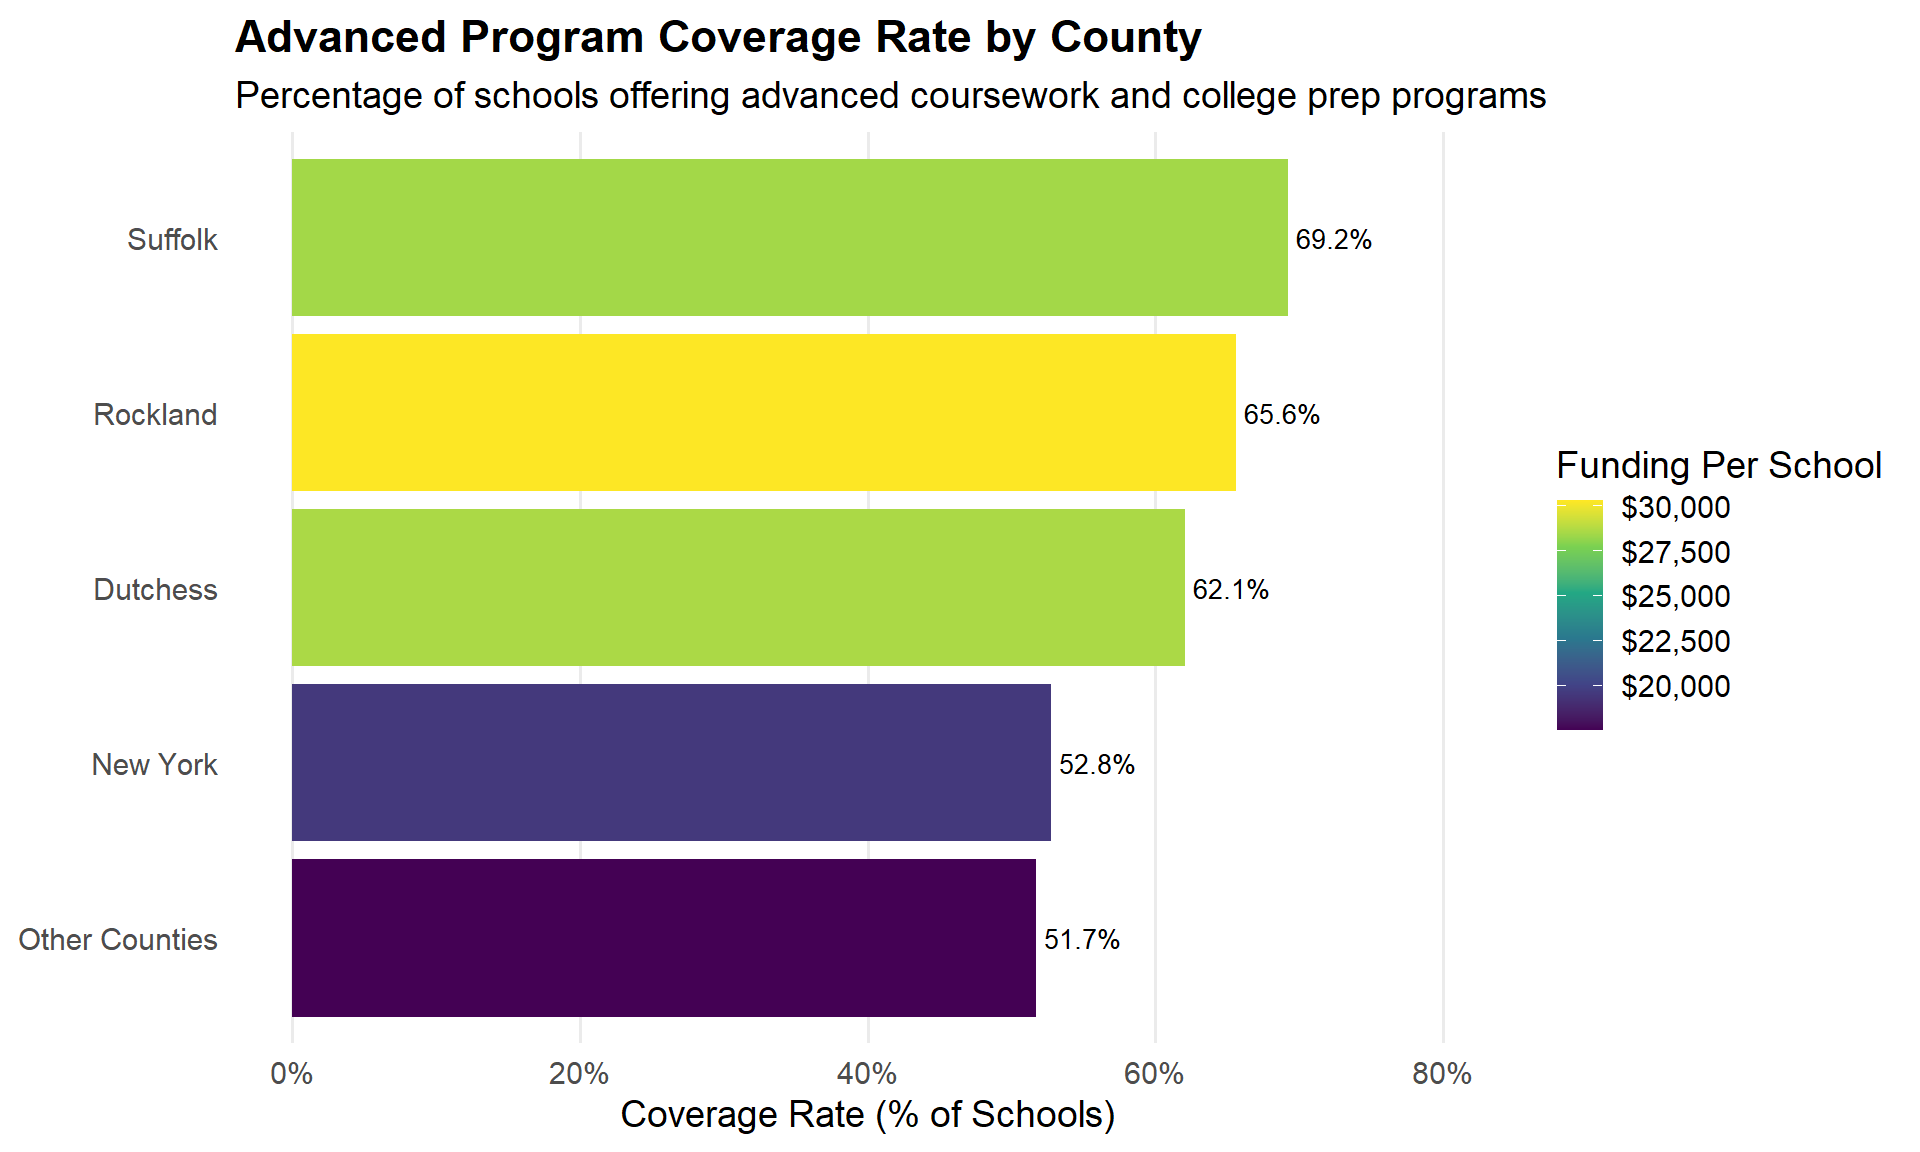 Advanced Program Coverage Rate by County
Percentage of schools offering advanced coursework and college prep programs
Suffolk
69.2%
Rockland
65.6%
Dutchess
62.1%
New York
52.8%
Other Counties
51.7%
0%
20%
40%
60%
80%
Coverage Rate (% of Schools)
Funding Per School
$30,000
$27,500
$25,000
$22,500
$20,000